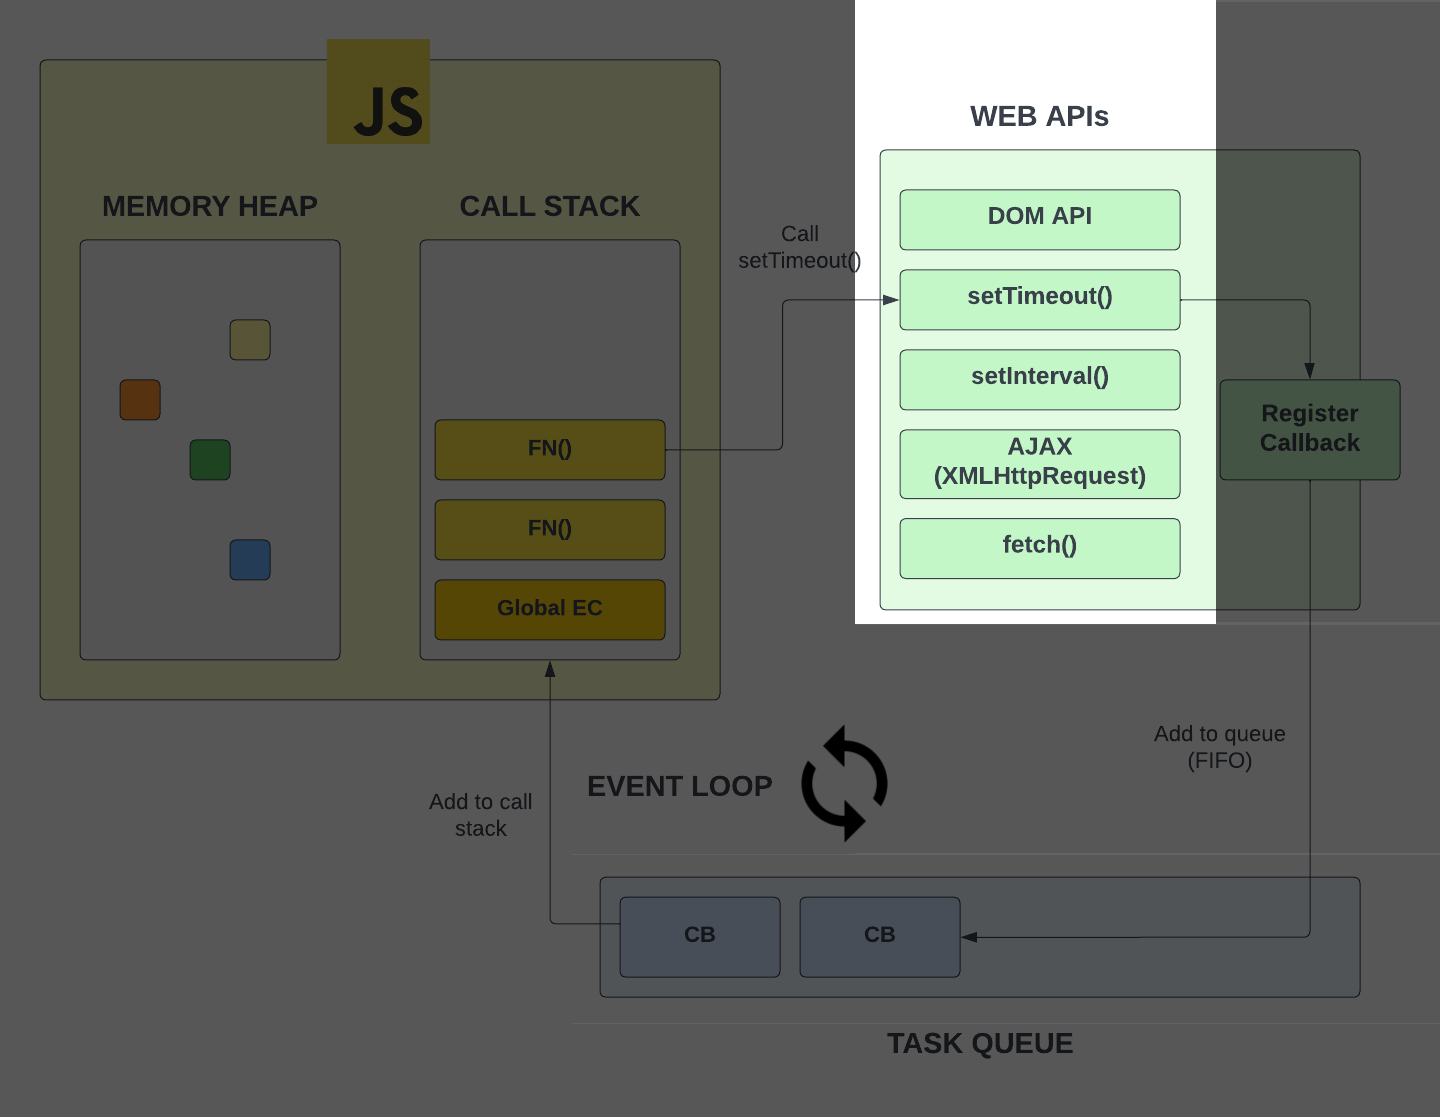 JS
MEMORY HEAP
CALL STACK
FN()
FN()
Global EC
Call
setTimeout()
WEB APIs
DOM API
setTimeout()
setInterval()
AJAX
(XMLHttpRequest)
fetch()
Register
Callback
Add to queue
(FIFO)
EVENT LOOP
Add to call
stack
CB
CB
TASK QUEUE